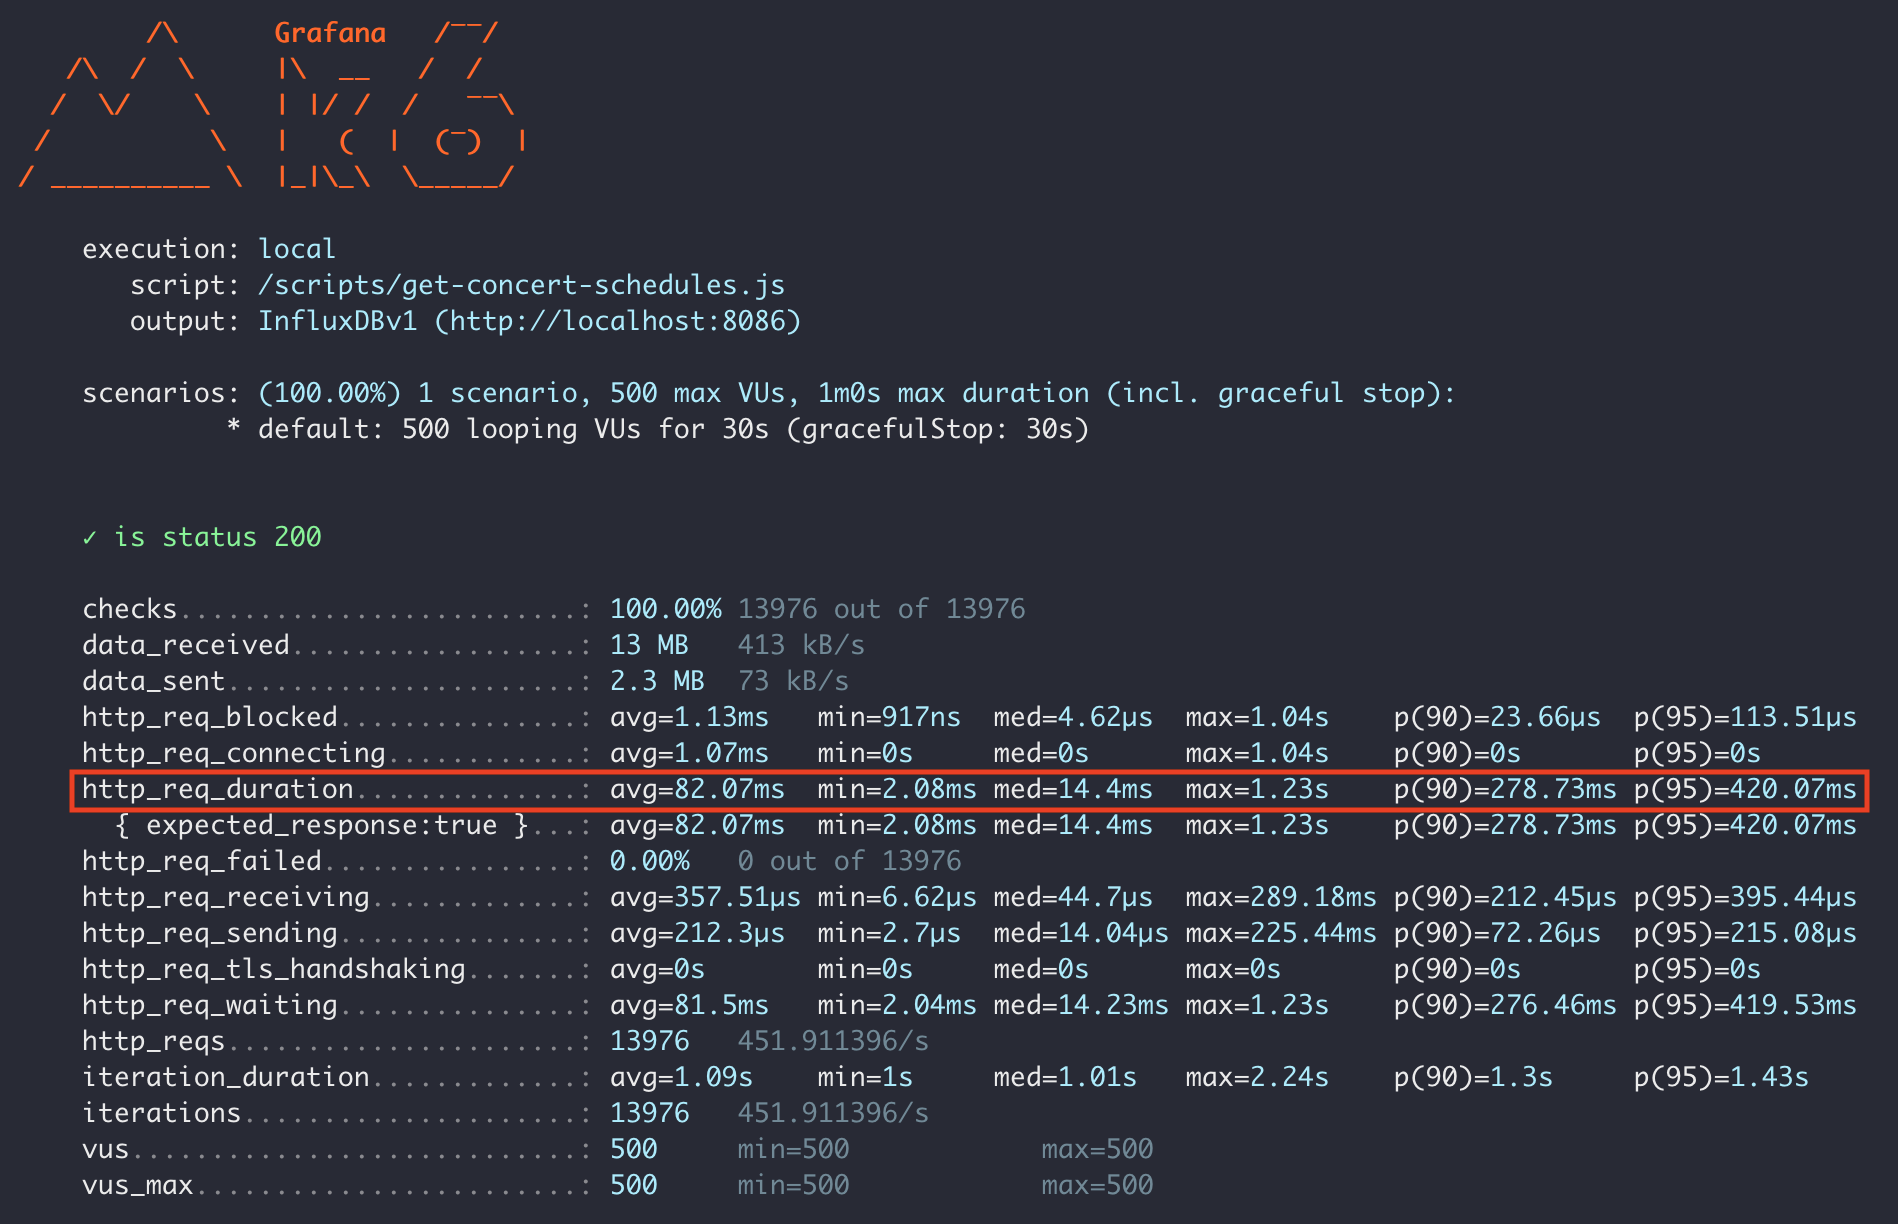 Grafana
execution: local
script: /scripts/get-concert-schedules.js
output: InfluxDBv1 (http://localhost:8086)
scenarios: (100.00%) 1 scenario, 500 max VUs, 1m0s max duration (incl. graceful stop):
* default: 500 looping VUs for 30s (gracefulStop: 30s)
✓ is status 200
checks.........................: 100.00% 13976 out of 13976
data_received..................: 13 MB 413 kB/s
data_sent......................: 2.3 MB 73 kB/s
http_req_blocked...............: avg=1.13ms min=917ns med=4.62µs max=1.04s p(90)=23.66µs p(95)=113.51µs
http_req_connecting............: avg=1.07ms min=0s med=0s max=1.04s p(90)=0s p(95)=0s
http_req_duration..............: avg=82.07ms min=2.08ms med=14.4ms max=1.23s p(90)=278.73ms p(95)=420.07ms
{ expected_response:true }...: avg=82.07ms min=2.08ms med=14.4ms max=1.23s p(90)=278.73ms p(95)=420.07ms
http_req_failed................: 0.00% 0 out of 13976
http_req_receiving.............: avg=357.51µs min=6.62µs med=44.7µs max=289.18ms p(90)=212.45µs p(95)=395.44µs
http_req_sending...............: avg=212.3µs min=2.7µs med=14.04µs max=225.44ms p(90)=72.26µs p(95)=215.08µs
http_req_tls_handshaking.......: avg=0s min=0s med=0s max=0s p(90)=0s p(95)=0s
http_req_waiting...............: avg=81.5ms min=2.04ms med=14.23ms max=1.23s p(90)=276.46ms p(95)=419.53ms
http_reqs......................: 13976 451.911396/s
iteration_duration.............: avg=1.09s min=1s med=1.01s max=2.24s p(90)=1.3s p(95)=1.43s
iterations.....................: 13976 451.911396/s
vus............................: 500 min=500 max=500
vus_max........................: 500 min=500 max=500